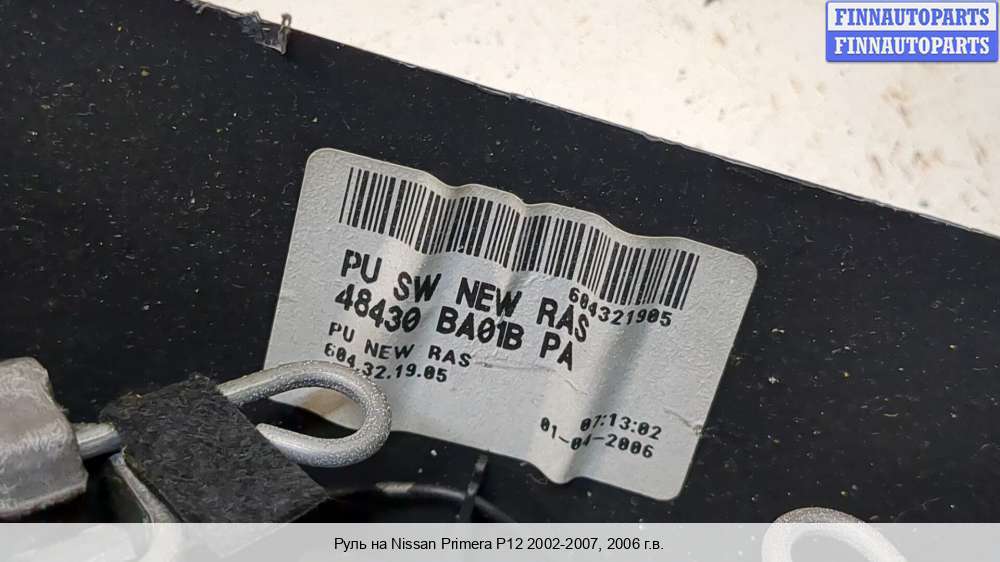 FINNAUTOPARTS
FINNAUTOPARTS
604321905
PU SW NEW RAS
48430 BA01B PA
PU NEW RAS
604.32.19.05
07:13:02
01-04-2006
Руль на Nissan Primera P12 2002-2007, 2006 г.в.